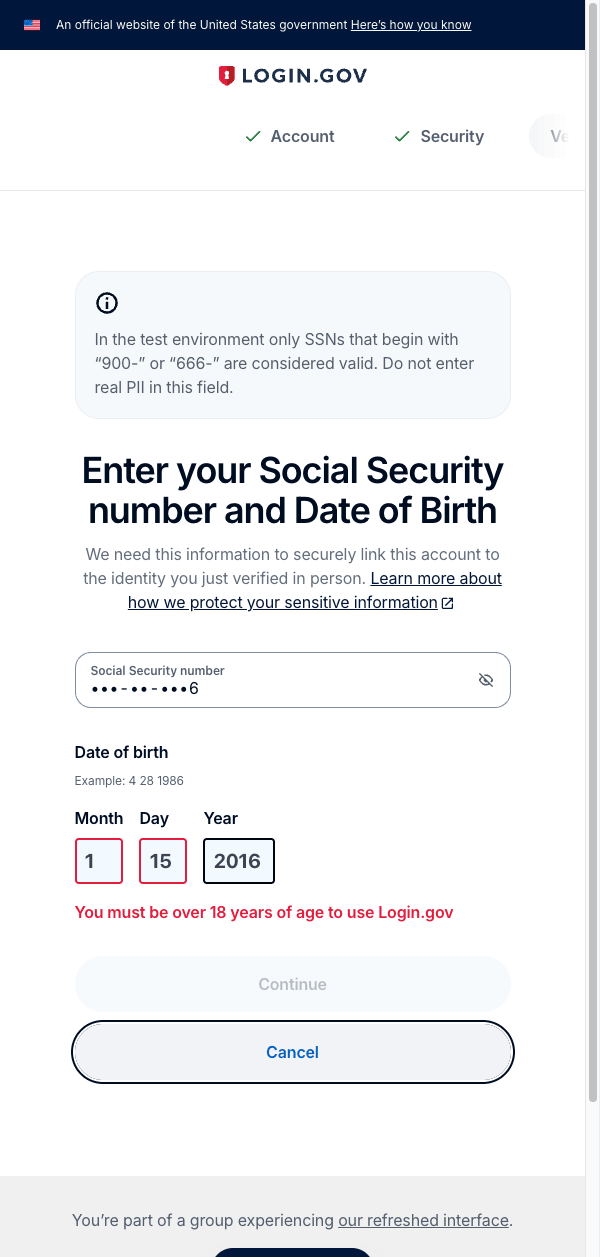 An official website of the United States government Here's how you know
LOGIN.GOV
Account
Security
In the test environment only SSNs that begin with
“900-” or “666-” are considered valid. Do not enter
real PII in this field.
Enter your Social Security
number and Date of Birth
We need this information to securely link this account to
the identity you just verified in person. Learn more about
how we protect your sensitive information
Social Security number
•••-••-•••6
Date of birth
Example: 4 28 1986
Month Day Year
1 15 2016
You must be over 18 years of age to use Login.gov
Continue
Cancel
You’re part of a group experiencing our refreshed interface.